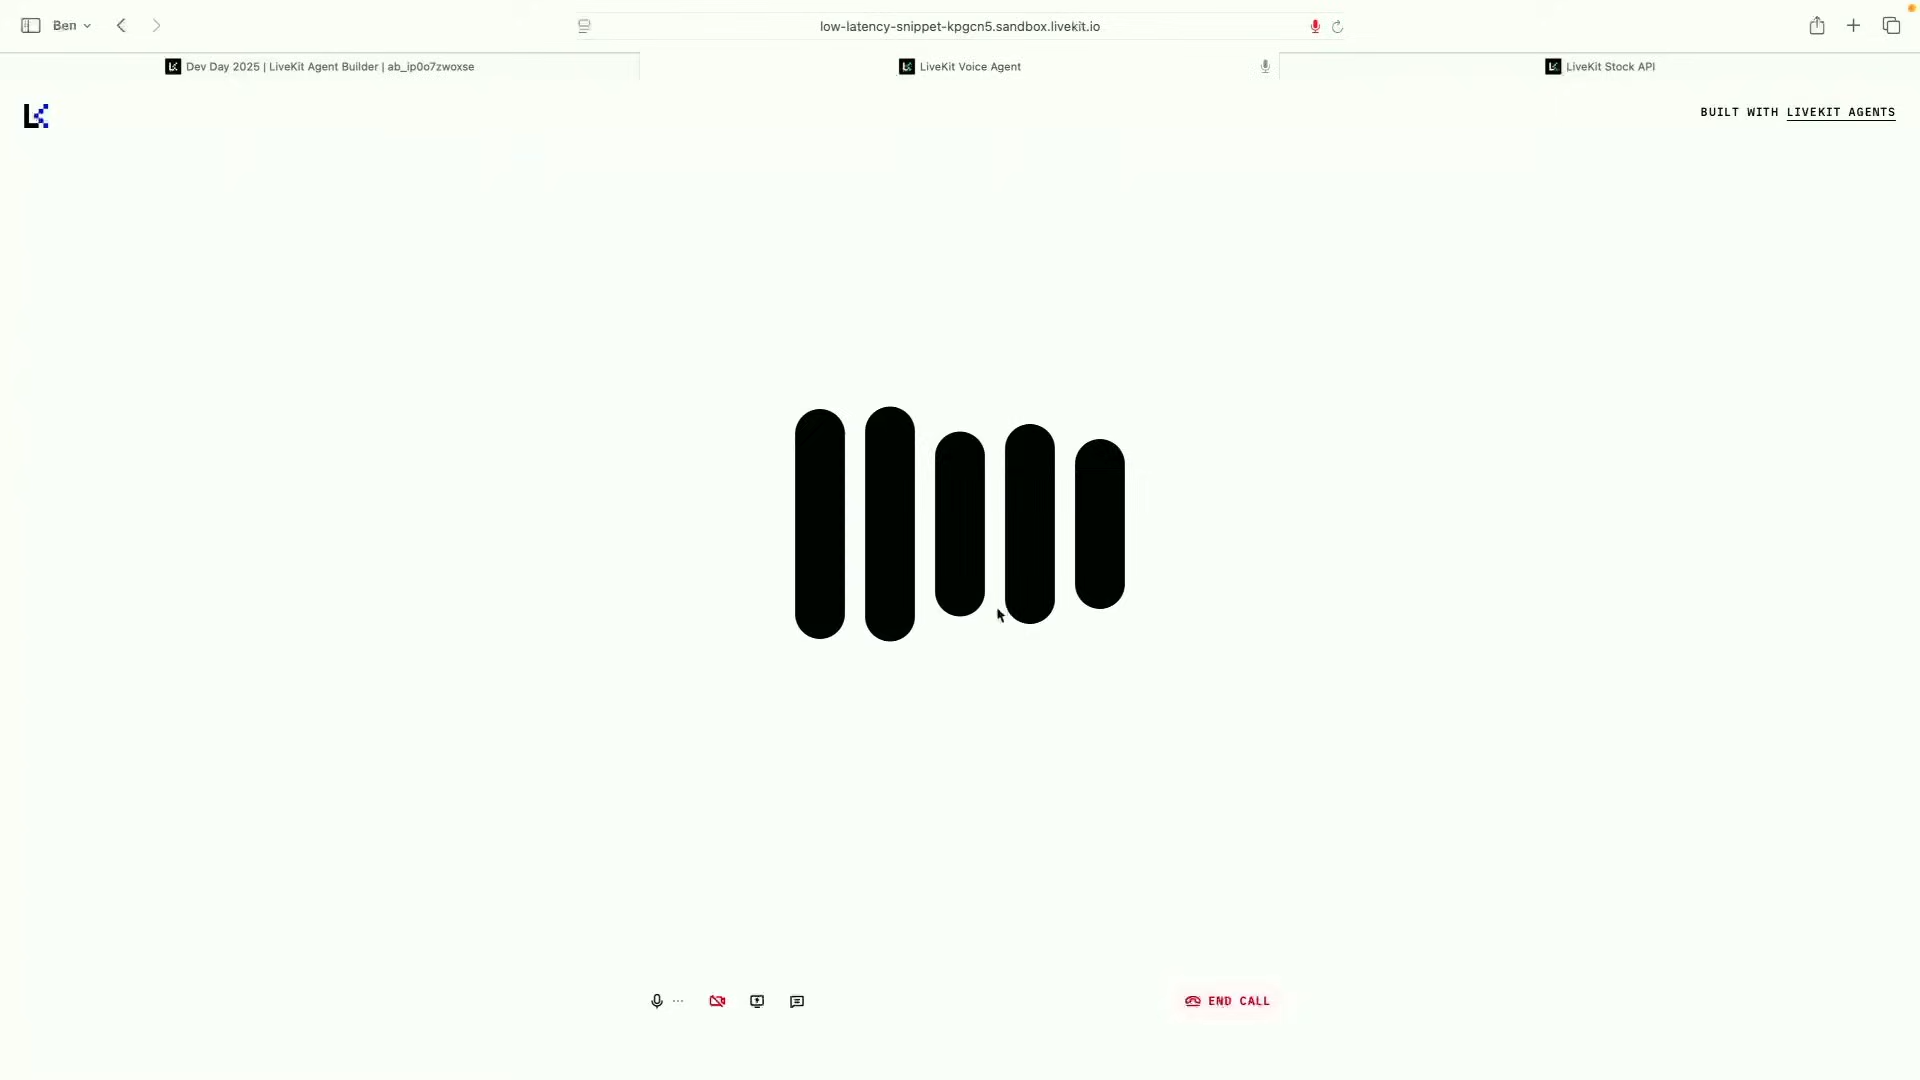 Ben
low-latency-snippet-kpgcn5.sandbox.livekit.io
Dev Day 2025 | LiveKit Agent Builder | ab_ip0o7zwoxse
LiveKit Voice Agent
LiveKit Stock API
BUILT WITH LIVEKIT AGENTS
END CALL